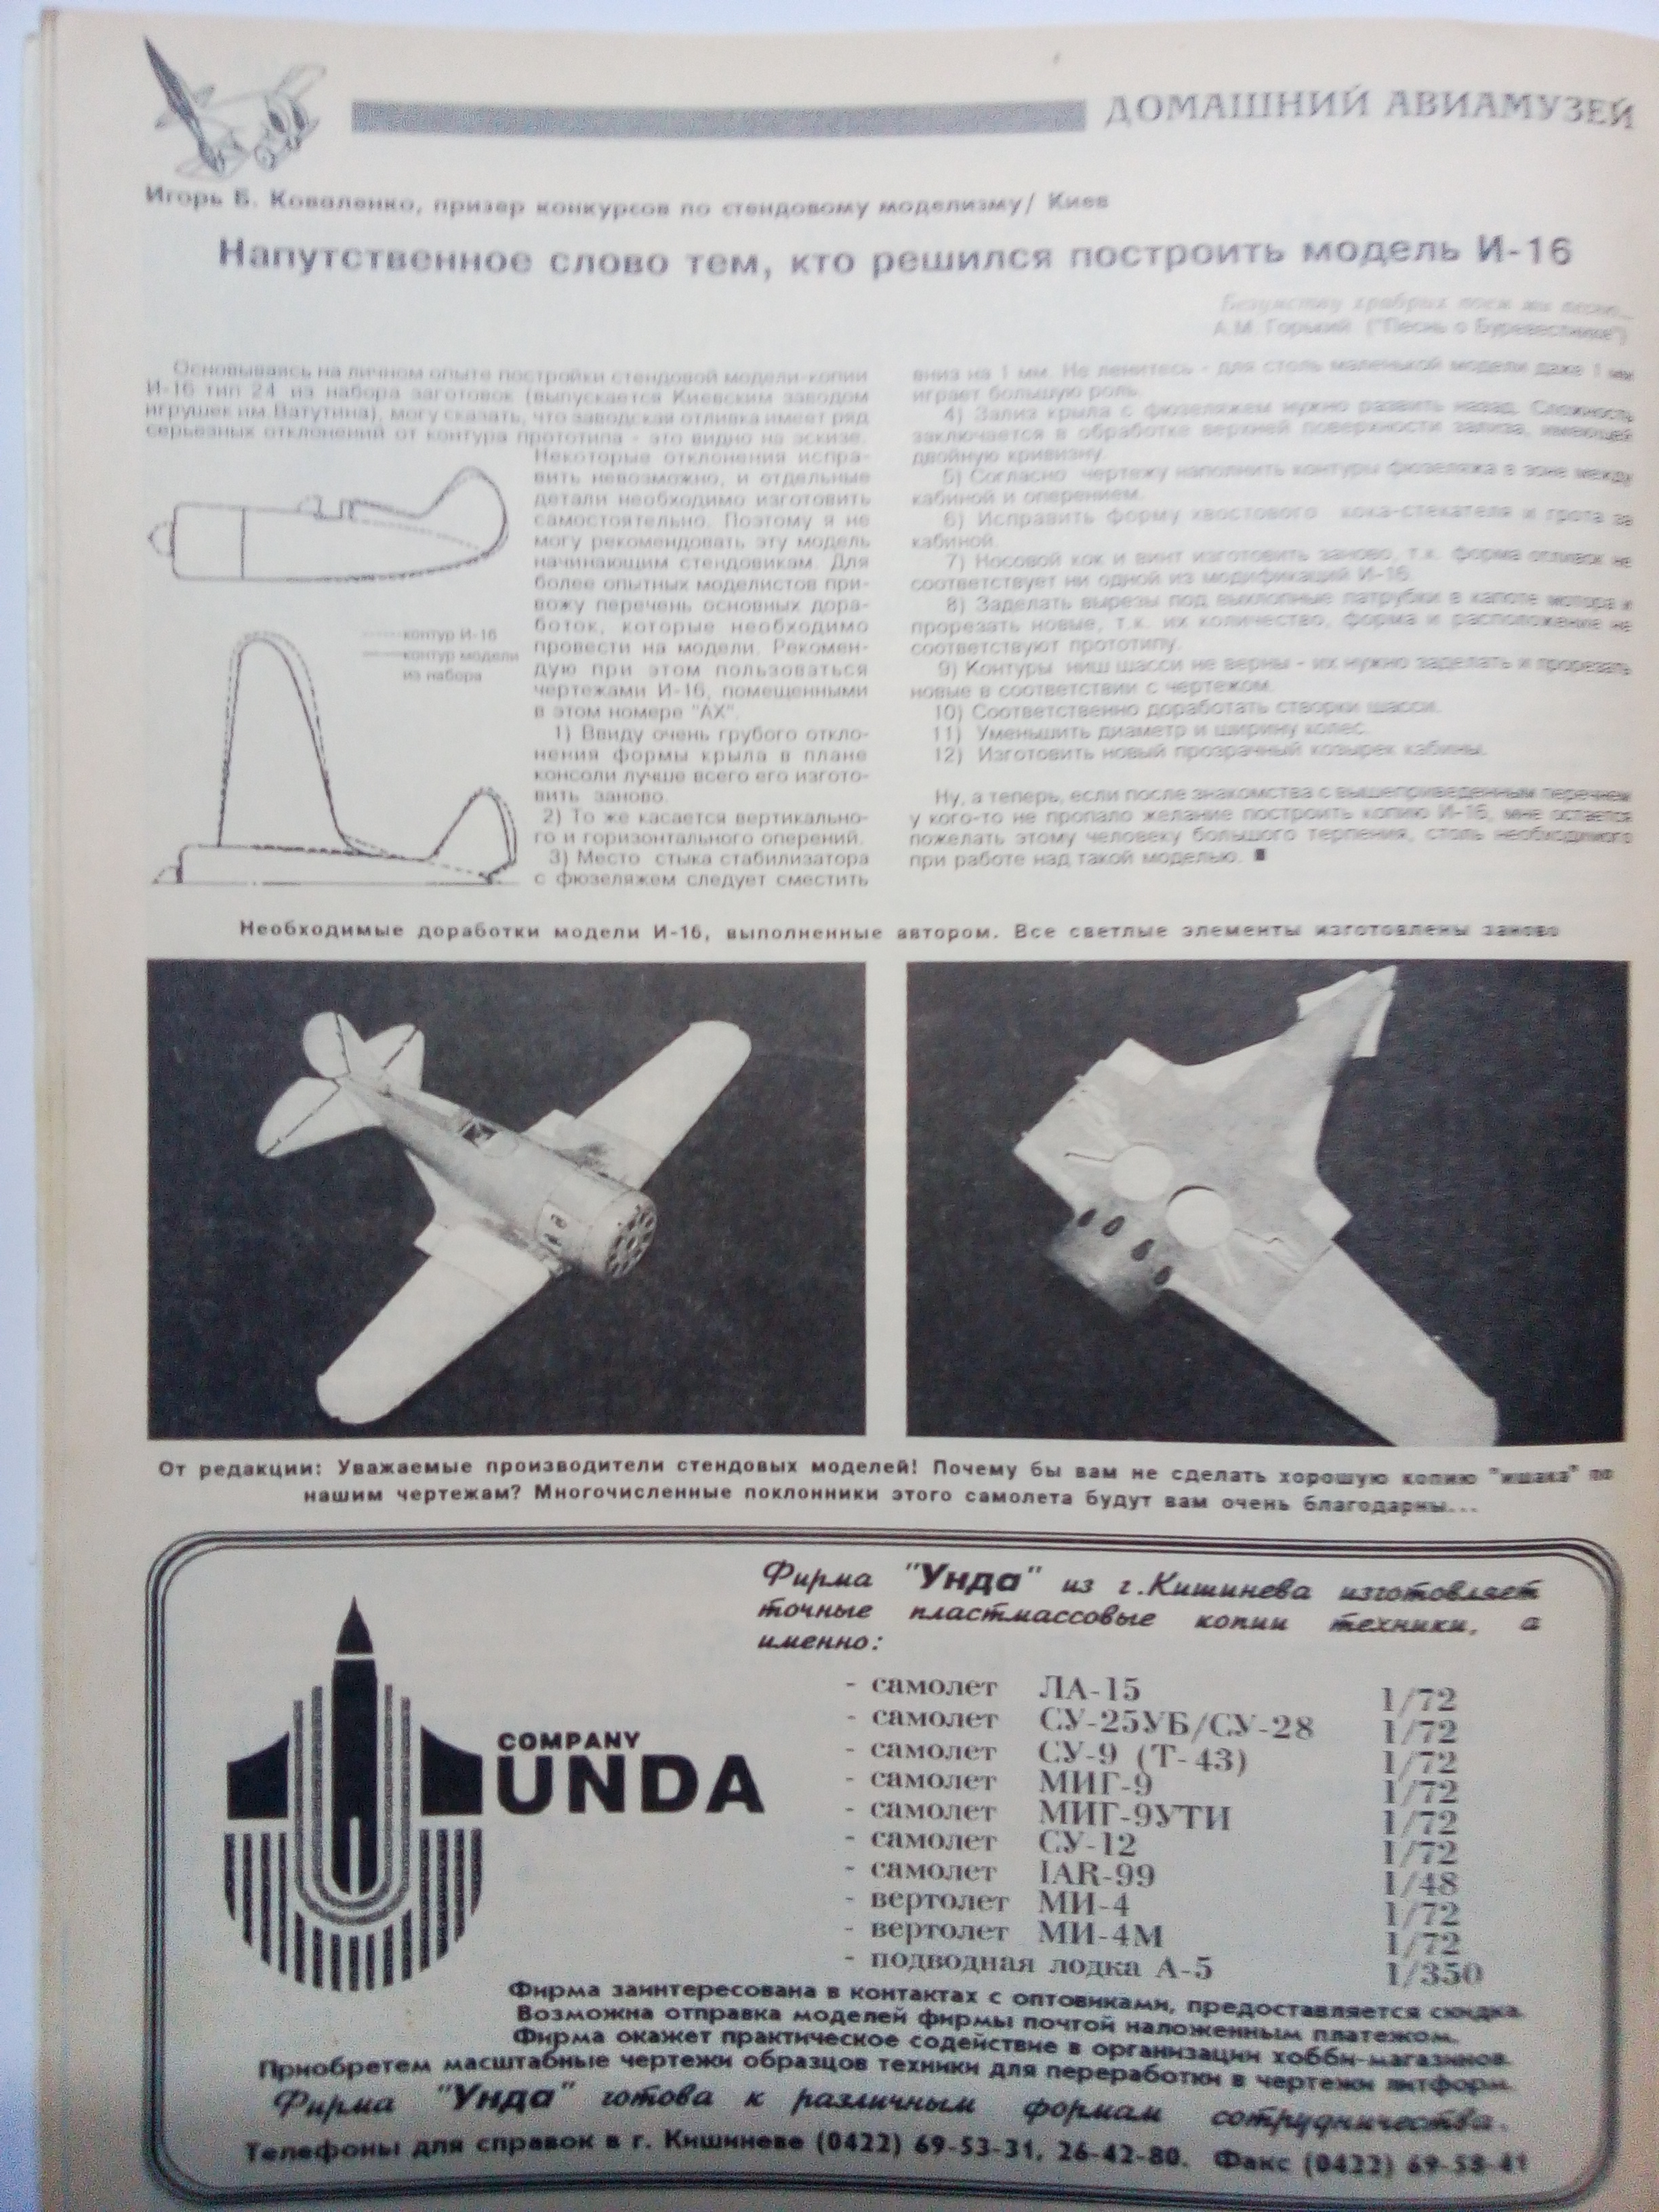 ДОМАШНИЙ АВИАМУЗЕЙ
Игорь Б. Коваленко, призер конкурсов по стендовому моделизму/ Киев
Напутственное слово тем, кто решился построить модель И-16
Безумству храбрых поем мы песню...
А.М. Горький ("Песнь о Буревестнике")
Основываясь на личном опыте постройки стендовой модели-копии
И-16 тип 24 из набора заготовок (выпускается Киевским заводом
игрушек им.Ватутина), могу сказать, что заводская отливка имеет ряд
серьезных отклонений от контура прототипа - это видно на эскизе.
Некоторые отклонения испра-
вить невозможно, и отдельные
детали необходимо изготовить
самостоятельно. Поэтому я не
могу рекомендовать эту модель
начинающим стендовикам. Для
более опытных моделистов при-
вожу перечень основных дора-
боток, которые необходимо
провести на модели. Рекомен-
дую при этом пользоваться
чертежами И-16, помещенными
в этом номере "АХ".
1) Ввиду очень грубого откло-
нения формы крыла в плане
консоли лучше всего его изгото-
вить заново.
2) То же касается вертикально-
го и горизонтального оперений.
3) Место стыка стабилизатора
с фюзеляжем следует сместить
контур И-16
контур модели
из набора
вниз на 1 мм. Не ленитесь - для столь маленькой модели даже 1 мм
играет большую роль.
4) Зализ крыла с фюзеляжем нужно развить назад. Сложность
заключается в обработке верхней поверхности зализа, имеющей
двойную кривизну.
5) Согласно чертежу наполнить контуры фюзеляжа в зоне между
кабиной и оперением.
6) Исправить форму хвостового кока-стекателя и грота за
кабиной.
7) Носовой кок и винт изготовить заново, т.к. форма отливок не
соответствует ни одной из модификаций И-16.
8) Заделать вырезы под выхлопные патрубки в капоте мотора и
прорезать новые, т.к. их количество, форма и расположение не
соответствуют прототипу.
9) Контуры ниш шасси не верны - их нужно заделать и прорезать
новые в соответствии с чертежом.
10) Соответственно доработать створки шасси.
11) Уменьшить диаметр и ширину колес.
12) Изготовить новый прозрачный козырек кабины.
Ну, а теперь, если после знакомства с вышеприведенным перечнем
у кого-то не пропало желание построить копию И-16, мне остается
пожелать этому человеку большого терпения, столь необходимого
при работе над такой моделью.
Необходимые доработки модели И-16, выполненные автором. Все светлые элементы изготовлены заново
От редакции: Уважаемые производители стендовых моделей! Почему бы вам не сделать хорошую копию "ишака" по
нашим чертежам? Многочисленные поклонники этого самолета будут вам очень благодарны...
COMPANY
UNDA
Фирма "Унда" из г.Кишинева изготовляет
точные пластмассовые копии техники, а
именно:
- самолет ЛА-15 1/72
- самолет СУ-25УБ/СУ-28 1/72
- самолет СУ-9 (Т-43) 1/72
- самолет МИГ-9 1/72
- самолет МИГ-9УТИ 1/72
- самолет СУ-12 1/72
- самолет IAR-99 1/48
- вертолет МИ-4 1/72
- вертолет МИ-4М 1/72
- подводная лодка А-5 1/350
Фирма заинтересована в контактах с оптовиками, предоставляется скидка.
Возможна отправка моделей фирмы почтой наложенным платежом.
Фирма окажет практическое содействие в организации хобби-магазинов.
Приобретем масштабные чертежи образцов техники для переработки в чертежи литформ.
Фирма "Унда" готова к различным формам сотрудничества.
Телефоны для справок в г. Кишиневе (0422) 69-53-31, 26-42-80. Факс (0422) 69-58-41